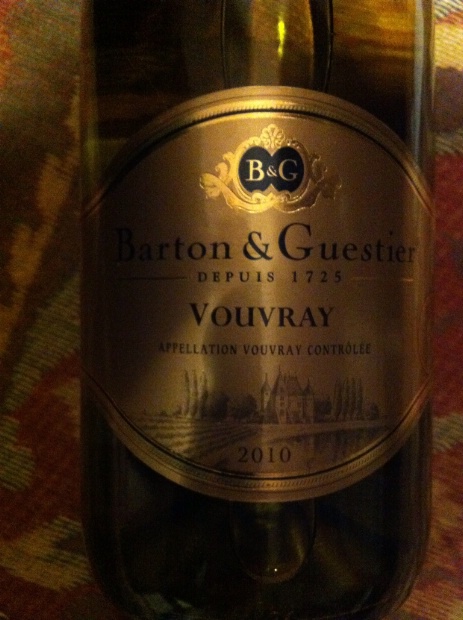 B&G
Barton & Guestier
DEPUIS 1725
VOUVRAY
APPELLATION VOUVRAY CONTRÔLÉE
2010